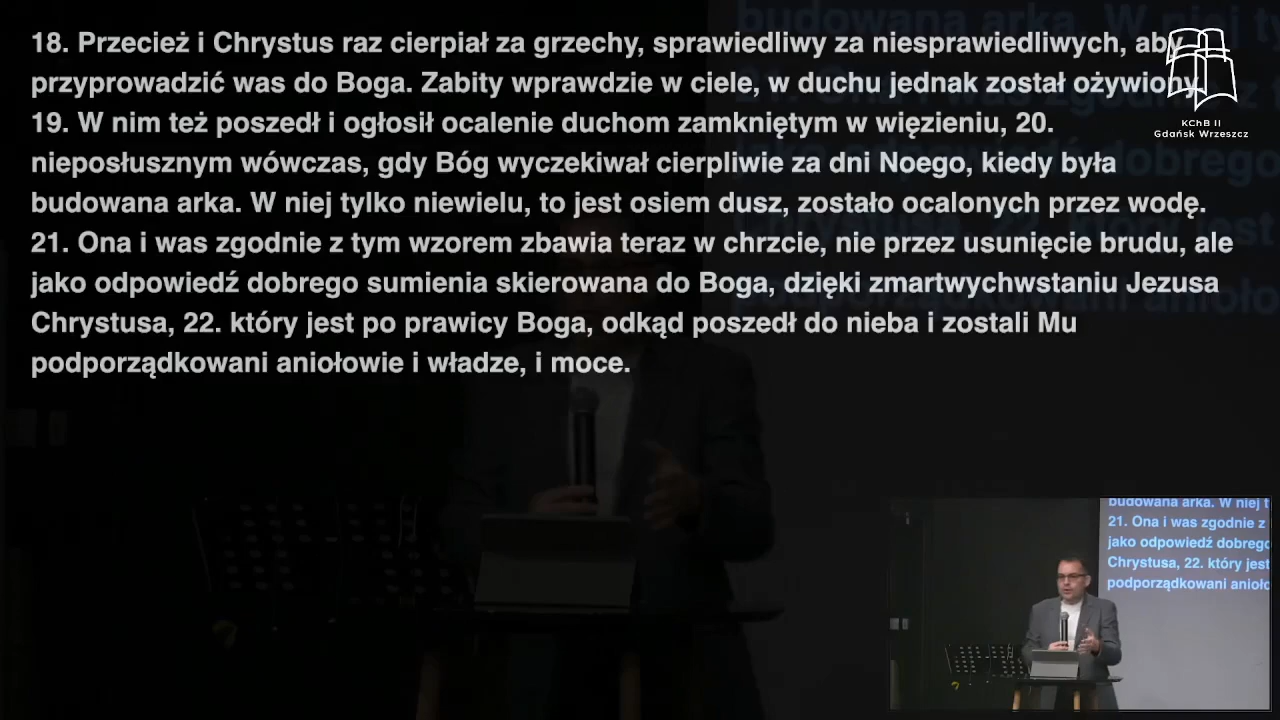 18. Przecież i Chrystus raz cierpiał za grzechy, sprawiedliwy za niesprawiedliwych, aby
przyprowadzić was do Boga. Zabity wprawdzie w ciele, w duchu jednak został ożywiony.
19. W nim też poszedł i ogłosił ocalenie duchom zamkniętym w więzieniu, 20.
nieposłusznym wówczas, gdy Bóg wyczekiwał cierpliwie za dni Noego, kiedy była
budowana arka. W niej tylko niewielu, to jest osiem dusz, zostało ocalonych przez wodę.
21. Ona i was zgodnie z tym wzorem zbawia teraz w chrzcie, nie przez usunięcie brudu, ale
jako odpowiedź dobrego sumienia skierowana do Boga, dzięki zmartwychwstaniu Jezusa
Chrystusa, 22. który jest po prawicy Boga, odkąd poszedł do nieba i zostali Mu
podporządkowani aniołowie i władze, i moce.
KChB II
Gdańsk Wrzeszcz
budowana arka. W niej t
21. Ona i was zgodnie z
jako odpowiedź dobrego
Chrystusa, 22. który jest
podporządkowani anioło